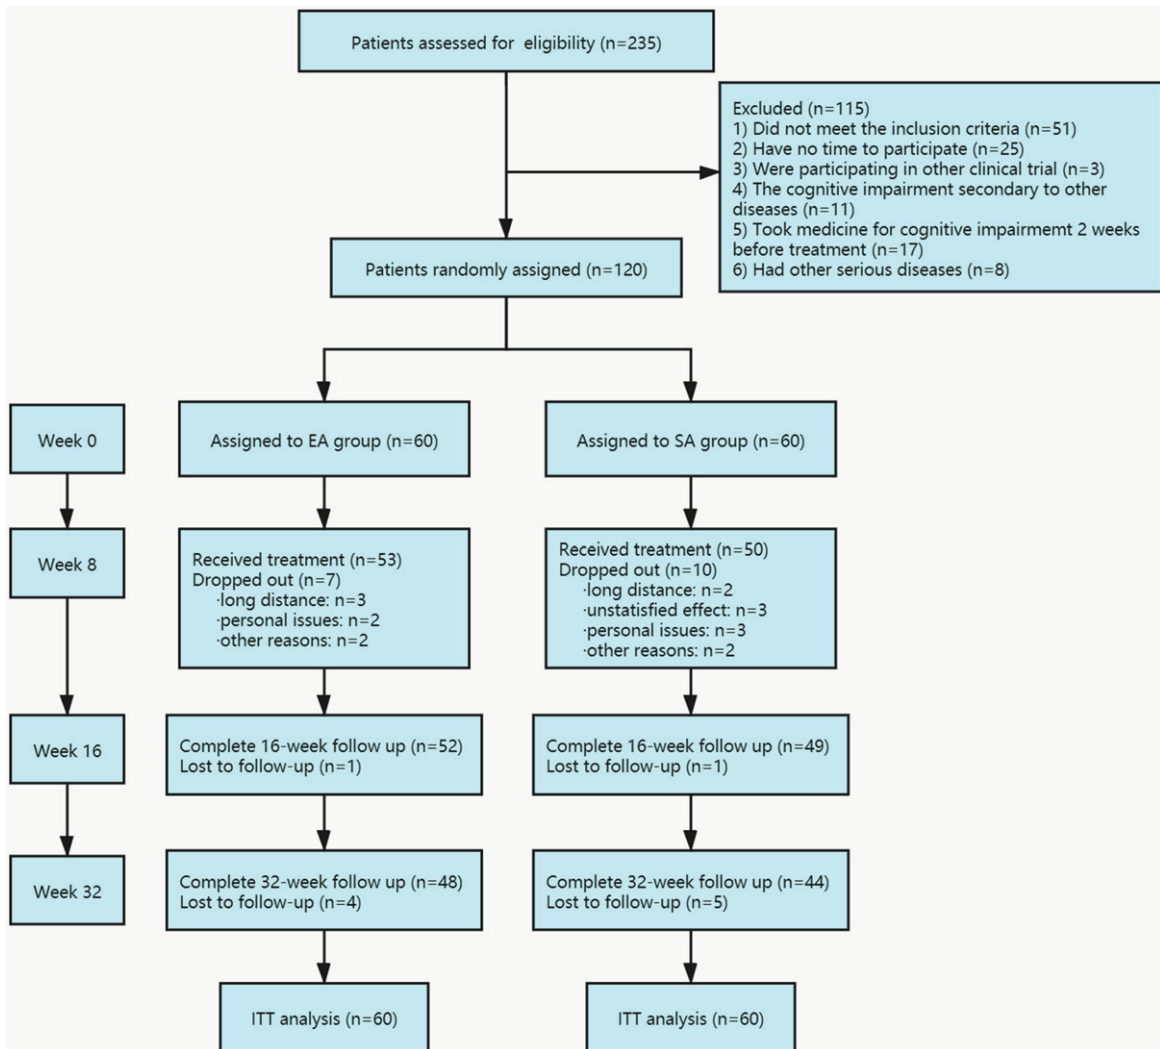 Patients assessed for eligibility (n=235)
Excluded (n=115)
1) Did not meet the inclusion criteria (n=51)
2) Have no time to participate (n=25)
3) Were participating in other clinical trial (n=3)
4) The cognitive impairment secondary to other
diseases (n=11)
5) Took medicine for cognitive impairmemt 2 weeks
before treatment (n=17)
6) Had other serious diseases (n=8)
Patients randomly assigned (n=120)
Week 0
Assigned to EA group (n=60)
Assigned to SA group (n=60)
Week 8
Received treatment (n=53)
Dropped out (n=7)
·long distance: n=3
·personal issues: n=2
·other reasons: n=2
Received treatment (n=50)
Dropped out (n=10)
·long distance: n=2
·unstatisfied effect: n=3
·personal issues: n=3
·other reasons: n=2
Week 16
Complete 16-week follow up (n=52)
Lost to follow-up (n=1)
Complete 16-week follow up (n=49)
Lost to follow-up (n=1)
Week 32
Complete 32-week follow up (n=48)
Lost to follow-up (n=4)
Complete 32-week follow up (n=44)
Lost to follow-up (n=5)
ITT analysis (n=60)
ITT analysis (n=60)